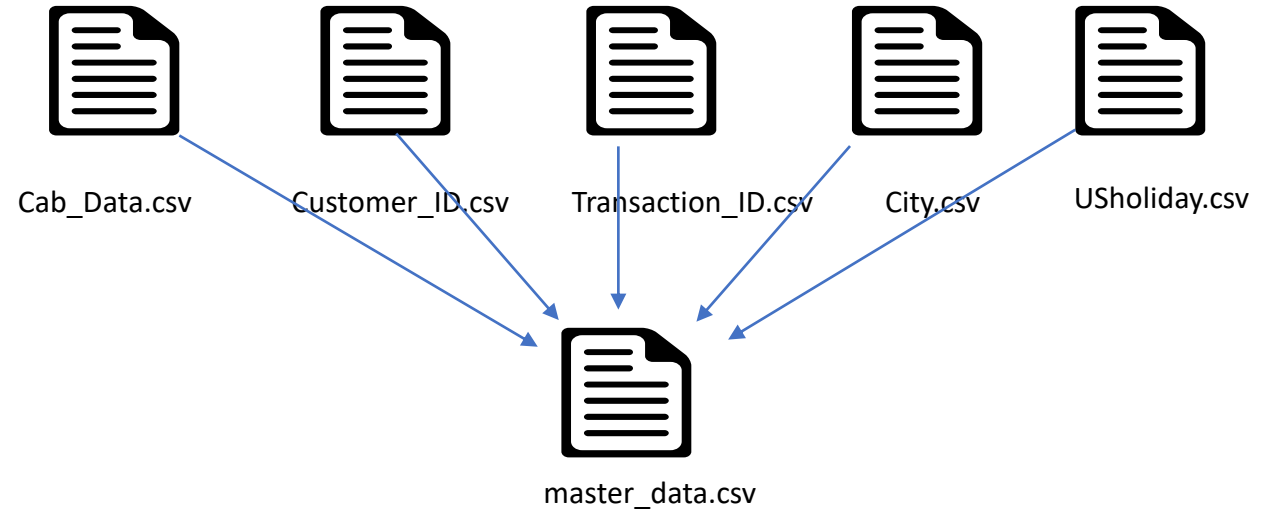 Cab_Data.csv
Customer_ID.csv
Transaction_ID.csv
City.csv
USholiday.csv
master_data.csv